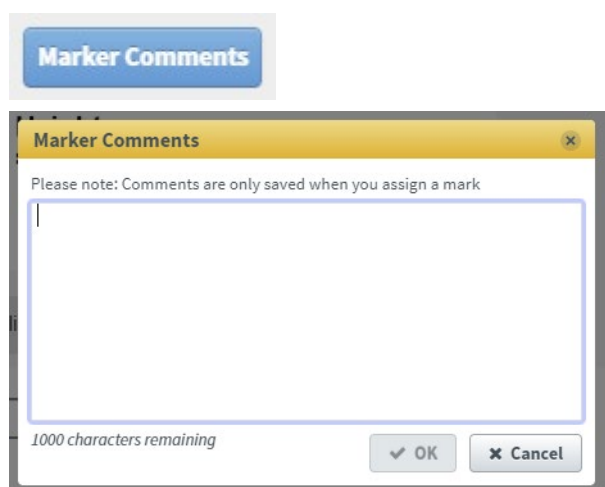 Marker Comments
Marker Comments
Please note: Comments are only saved when you assign a mark
1000 characters remaining
OK
Cancel